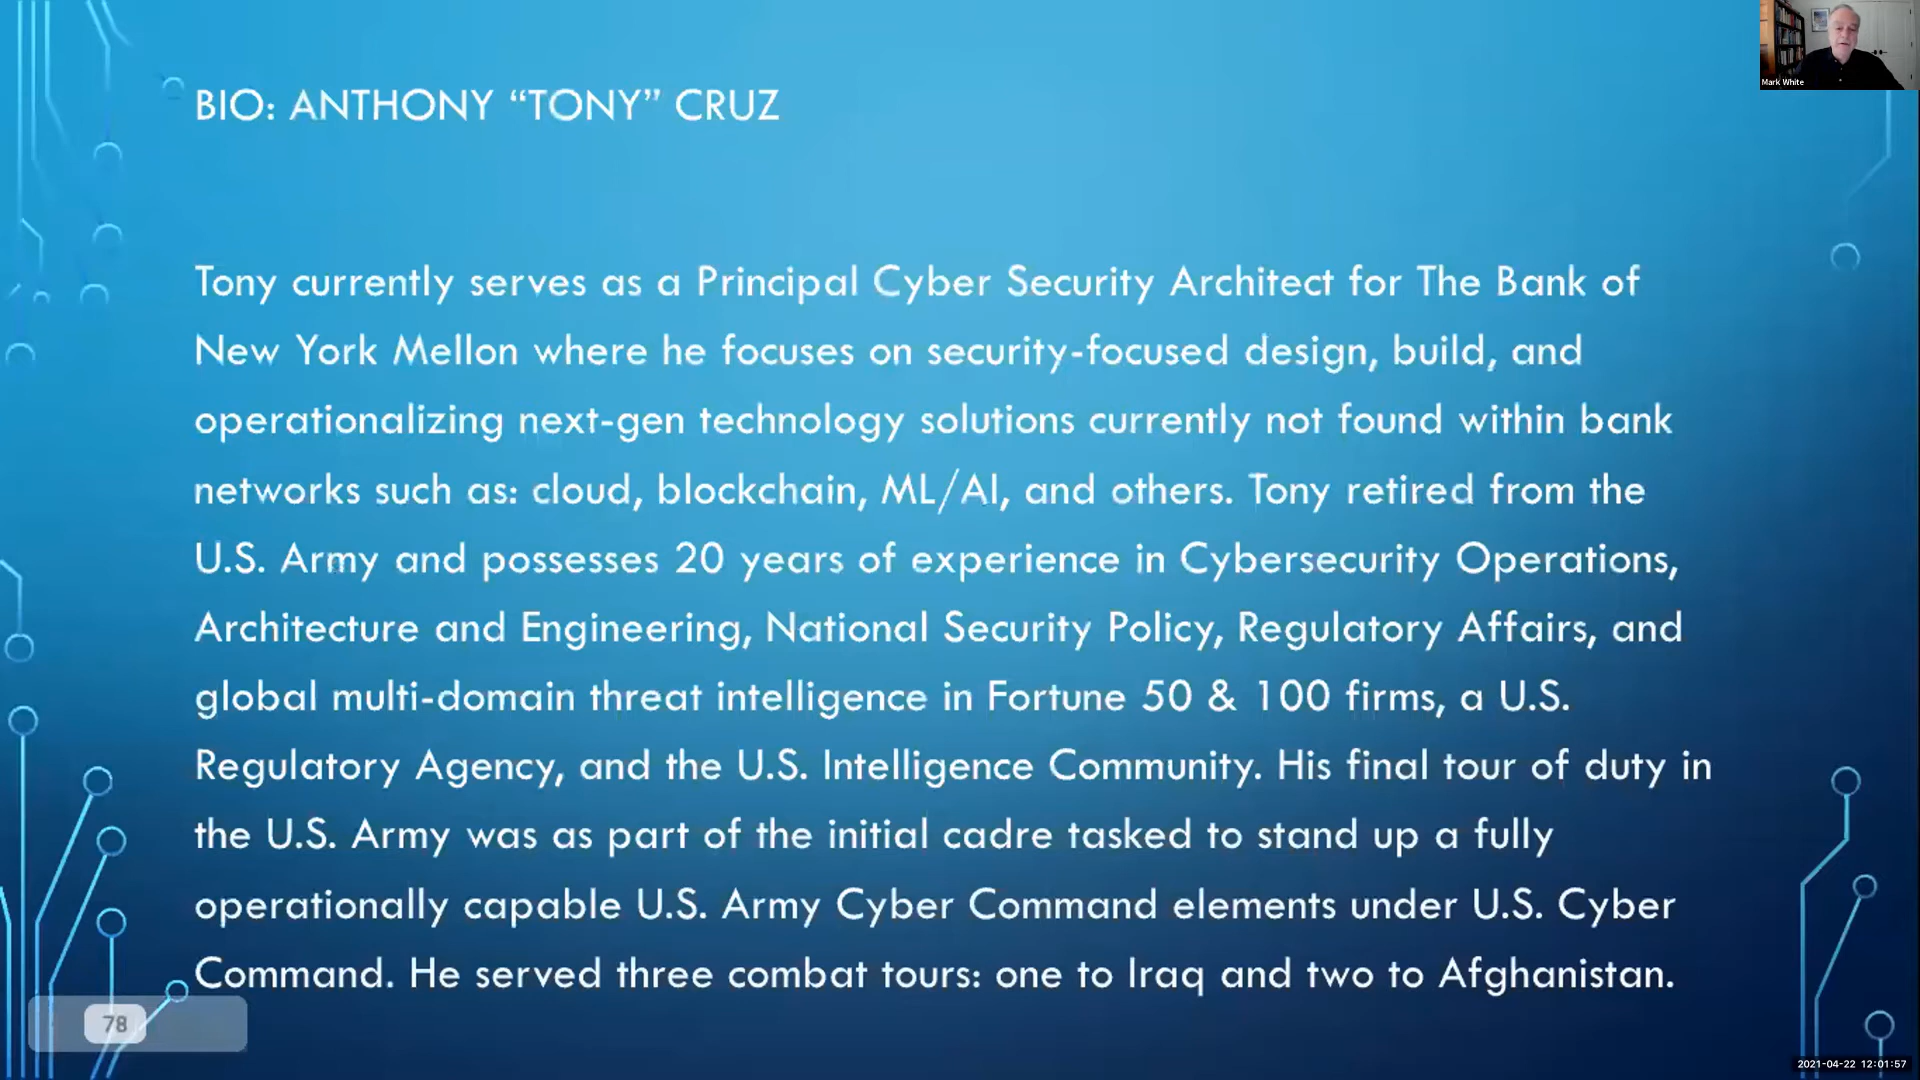 BIO: ANTHONY “TONY” CRUZ
Mark White
Tony currently serves as a Principal Cyber Security Architect for The Bank of
New York Mellon where he focuses on security-focused design, build, and
operationalizing next-gen technology solutions currently not found within bank
networks such as: cloud, blockchain, ML/AI, and others. Tony retired from the
U.S. Army and possesses 20 years of experience in Cybersecurity Operations,
Architecture and Engineering, National Security Policy, Regulatory Affairs, and
global multi-domain threat intelligence in Fortune 50 & 100 firms, a U.S.
Regulatory Agency, and the U.S. Intelligence Community. His final tour of duty in
the U.S. Army was as part of the initial cadre tasked to stand up a fully
operationally capable U.S. Army Cyber Command elements under U.S. Cyber
Command. He served three combat tours: one to Iraq and two to Afghanistan.
78
2021-04-22 12:01:57